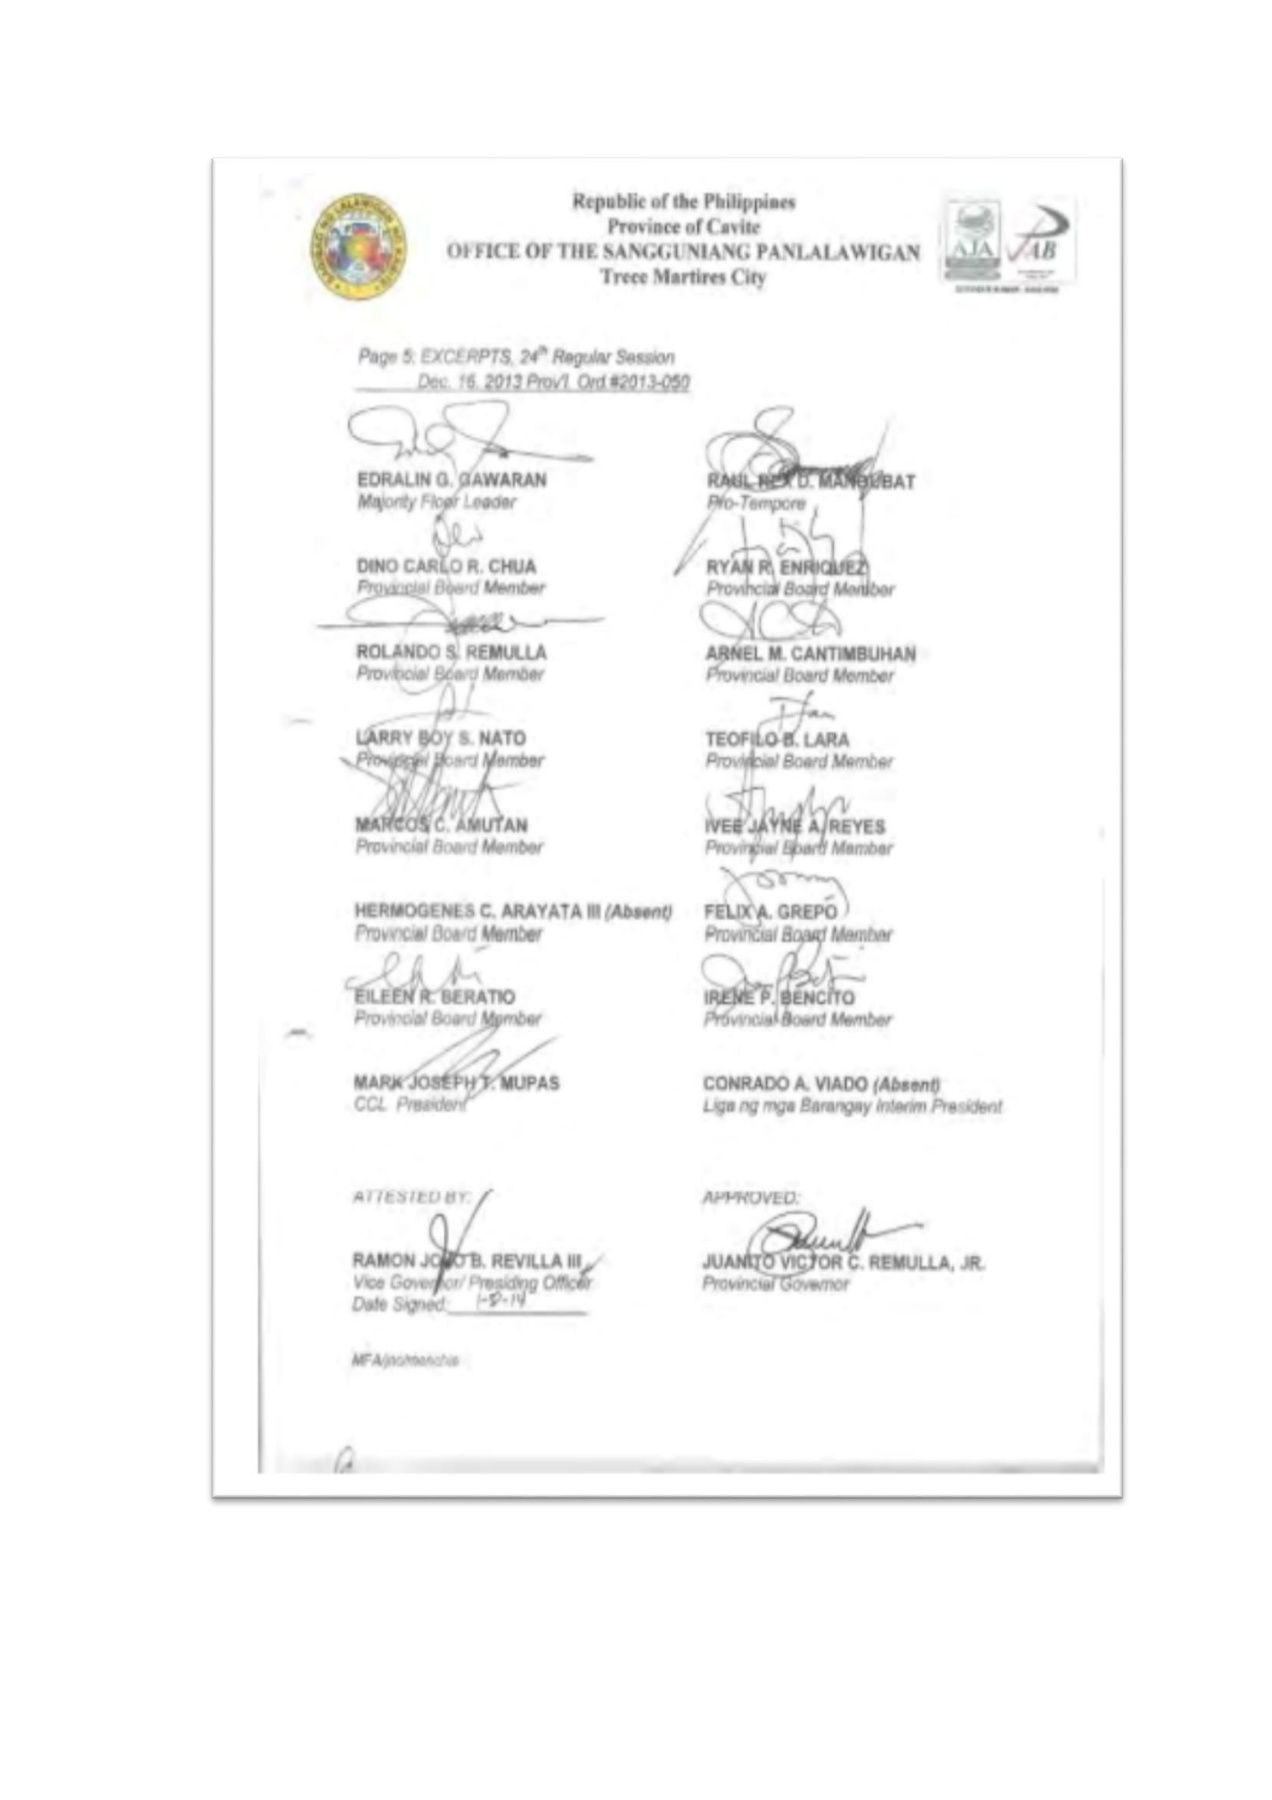 Republic of the Philippines
Province of Cavite
OFFICE OF THE SANGGUNIANG PANLALAWIGAN
Trece Martires City
AJA
AB
Page 5: EXCERPTS, 24th Regular Session
Dec. 16, 2013 Prov'l. Ord.#2013-050
EDRALIN G. GAWARAN
Majority Floor Leader
RAUL REX D. MANGUBAT
Pro-Tempore
DINO CARLO R. CHUA
Provincial Board Member
RYAN R. ENRIQUEZ
Provincial Board Member
ROLANDO S. REMULLA
Provincial Board Member
ARNEL M. CANTIMBUHAN
Provincial Board Member
LARRY BOY S. NATO
Provincial Board Member
TEOFILO B. LARA
Provincial Board Member
MARCOS C. AMUTAN
Provincial Board Member
IVEE JAYNE A. REYES
Provincial Board Member
HERMOGENES C. ARAYATA III (Absent)
Provincial Board Member
FELIX A. GREPO
Provincial Board Member
EILEEN R. BERATIO
Provincial Board Member
IRENE P. BENCITO
Provincial Board Member
MARK JOSEPH T. MUPAS
CCL President
CONRADO A. VIADO (Absent)
Liga ng mga Barangay Interim President
ATTESTED BY:
RAMON JOLO B. REVILLA III
Vice Governor/ Presiding Officer
Date Signed: 1-8-14
APPROVED:
JUANITO VICTOR C. REMULLA, JR.
Provincial Governor